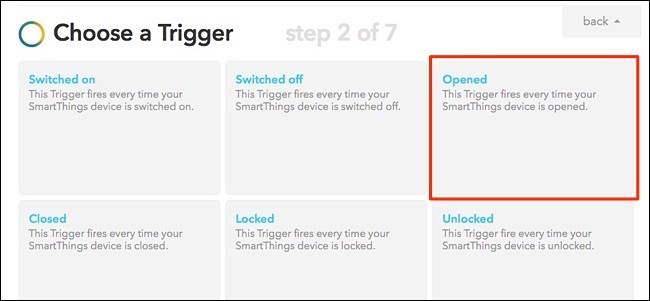 Choose a Trigger
step 2 of 7
back
Switched on
This Trigger fires every time your
SmartThings device is switched on.
Switched off
This Trigger fires every time your
SmartThings device is switched off.
Opened
This Trigger fires every time your
SmartThings device is opened.
Closed
This Trigger fires every time your
SmartThings device is closed.
Locked
This Trigger fires every time your
SmartThings device is locked.
Unlocked
This Trigger fire every time your
SmartThings device is unlocked.